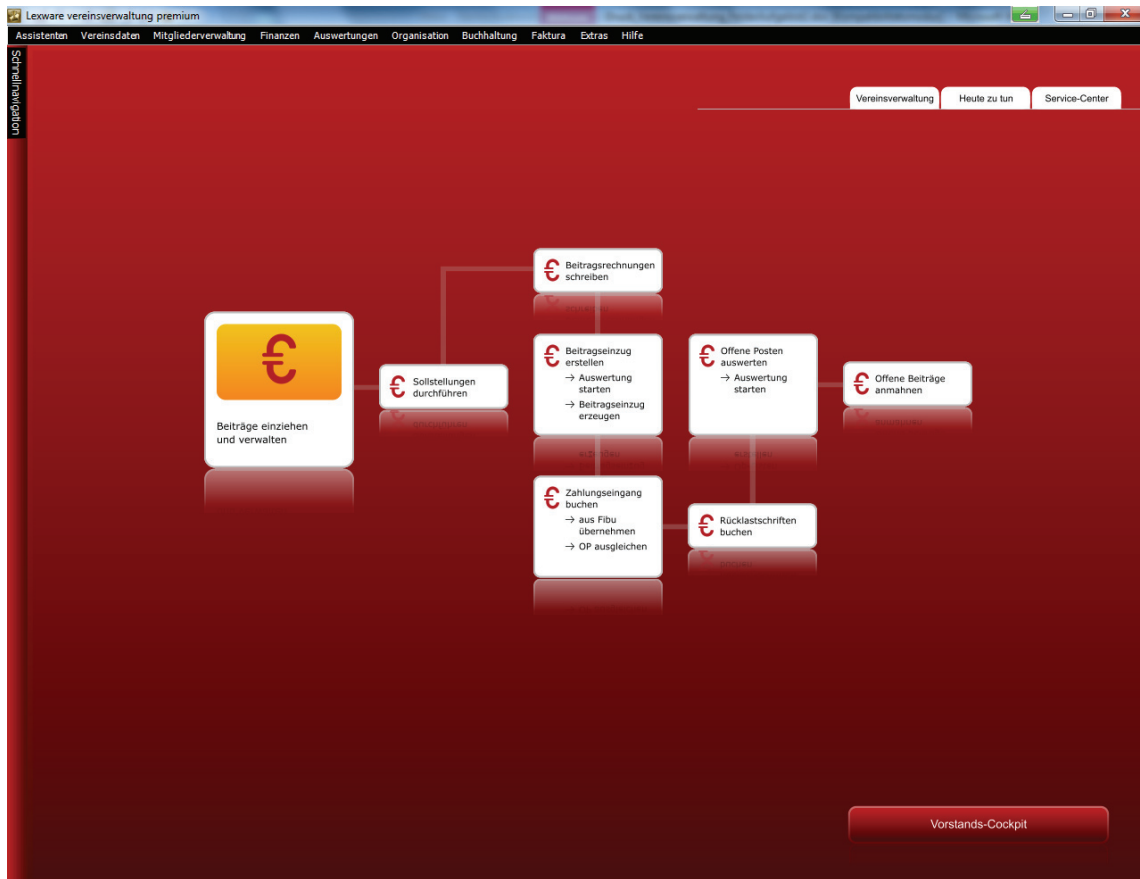 Lexware vereinsverwaltung premium
Assistenten Vereinsdaten Mitgliederverwaltung Finanzen Auswertungen Organisation Buchhaltung Faktura Extras Hilfe
Schnellnavigation
Vereinsverwaltung Heute zu tun Service-Center
€ Beiträge einziehen
und verwalten
€ Sollstellungen
durchführen
€ Beitragsrechnungen
schreiben
€ Beitragseinzug
erstellen
→ Auswertung
starten
→ Beitragseinzug
erzeugen
€ Zahlungseingang
buchen
→ aus Fibu
übernehmen
→ OP ausgleichen
€ Offene Posten
auswerten
→ Auswertung
starten
€ Rücklastschriften
buchen
€ Offene Beiträge
anmahnen
Vorstands-Cockpit